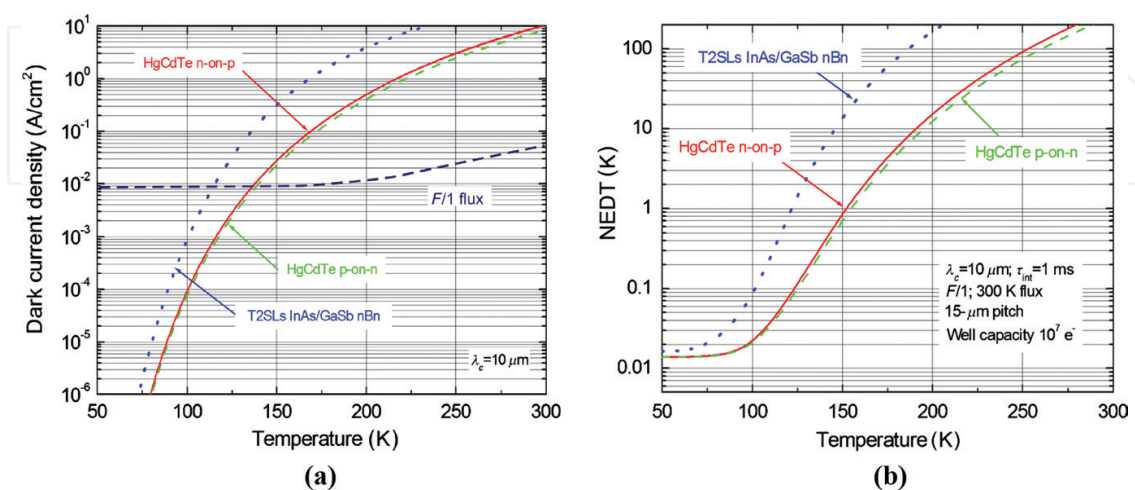 Dark current density (A/cm²)
10¹
10⁰
10⁻¹
10⁻²
10⁻³
10⁻⁴
10⁻⁵
10⁻⁶
HgCdTe n-on-p
T2SLs InAs/GaSb nBn
F/1 flux
HgCdTe p-on-n
T2SLs InAs/GaSb nBn
λc=10 μm
50 100 150 200 250 300
Temperature (K)
(a)
NEDT (K)
100
10
1
0.1
0.01
HgCdTe n-on-p
HgCdTe p-on-n
λc=10 μm; τint=1 ms
F/1; 300 K flux
15-μm pitch
Well capacity 10⁷ e⁻
50 100 150 200 250 300
Temperature (K)
(b)